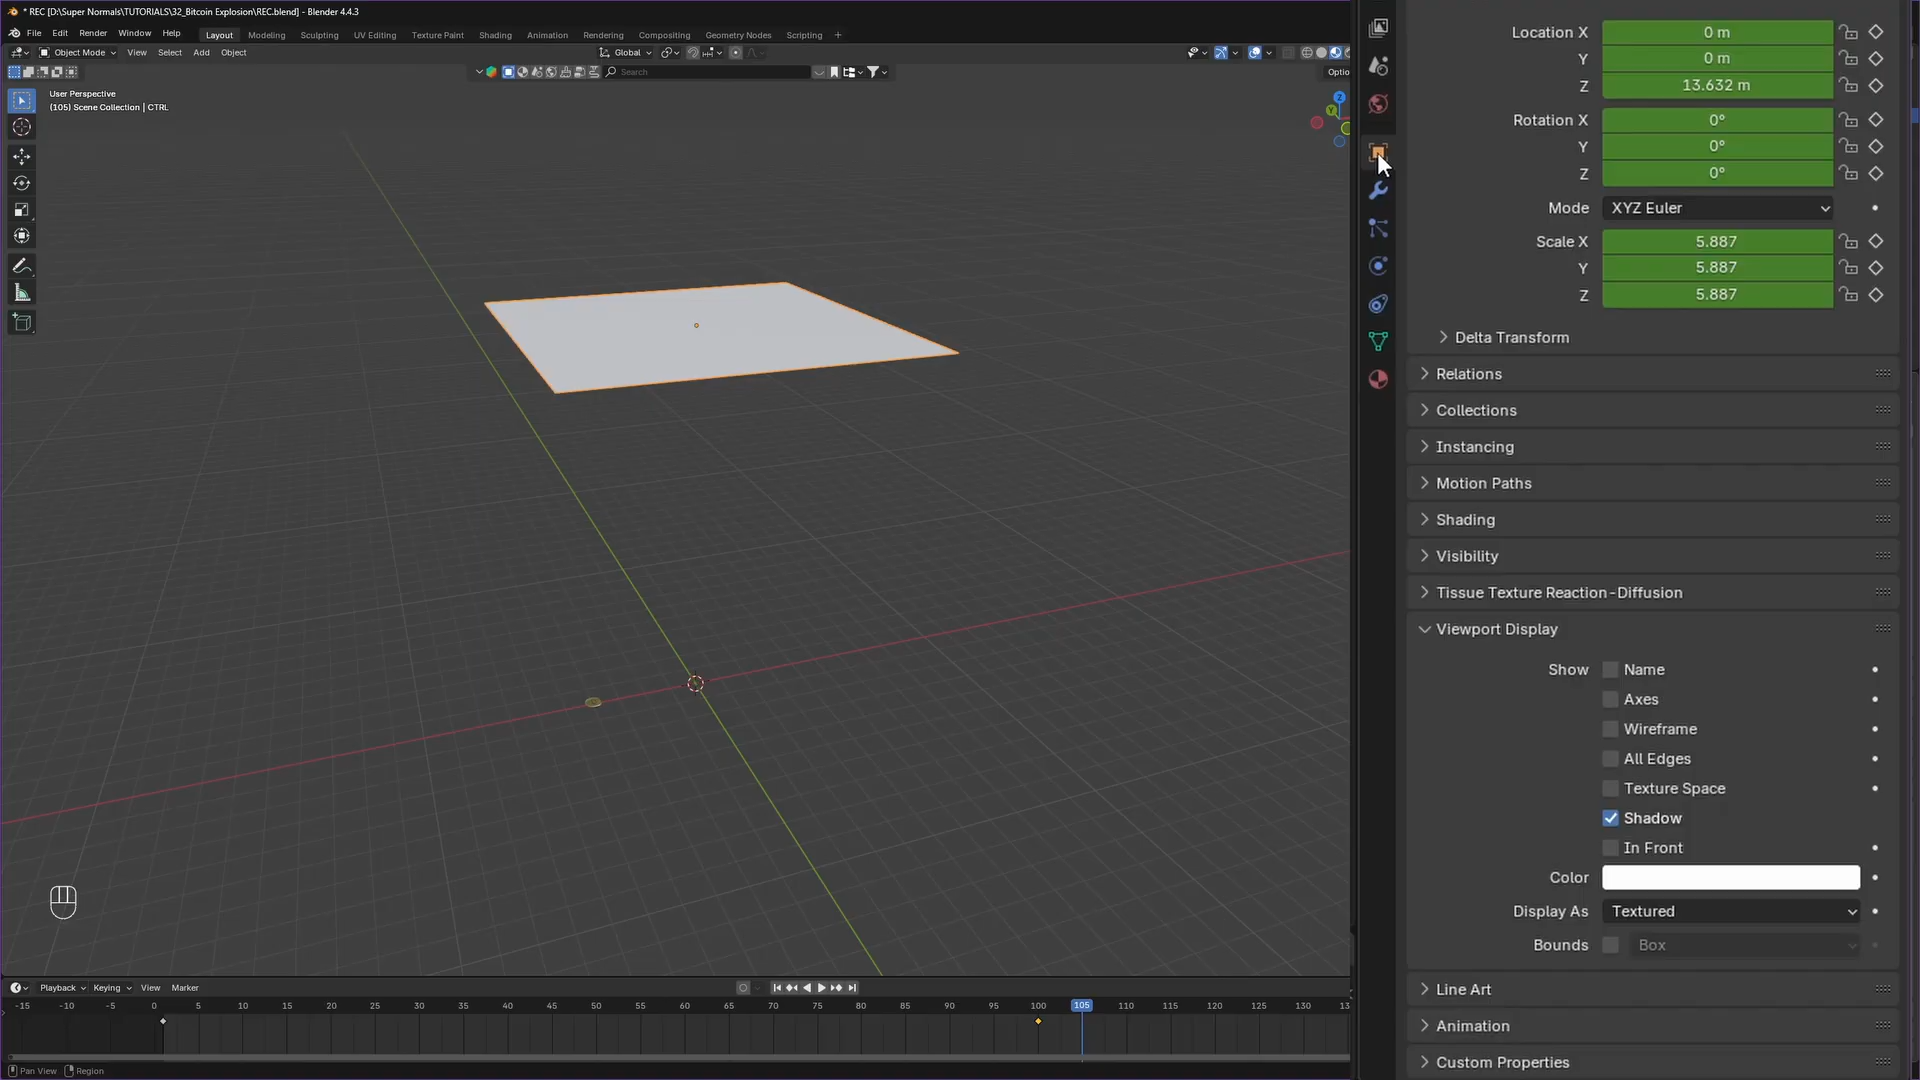 * REC [D:\Super Normals\TUTORIALS\32_Bitcoin Explosion\REC.blend] - Blender 4.4.3
File Edit Render Window Help Layout Modeling Sculpting UV Editing Texture Paint Shading Animation Rendering Compositing Geometry Nodes Scripting +
Object Mode View Select Add Object Global
Search
Optio
User Perspective
(105) Scene Collection | CTRL
Z
Y
Location X 0 m
Y 0 m
Z 13.632 m
Rotation X 0°
Y 0°
Z 0°
Mode XYZ Euler
Scale X 5.887
Y 5.887
Z 5.887
Delta Transform
Relations
Collections
Instancing
Motion Paths
Shading
Visibility
Tissue Texture Reaction-Diffusion
Viewport Display
Show Name
Axes
Wireframe
All Edges
Texture Space
Shadow
In Front
Color
Display As Textured
Bounds Box
Line Art
Animation
Custom Properties
Playback Keying View Marker
-15 -10 -5 0 5 10 15 20 25 30 35 40 45 50 55 60 65 70 75 80 85 90 95 100 105 110 115 120 125 130 13
Pan View Region